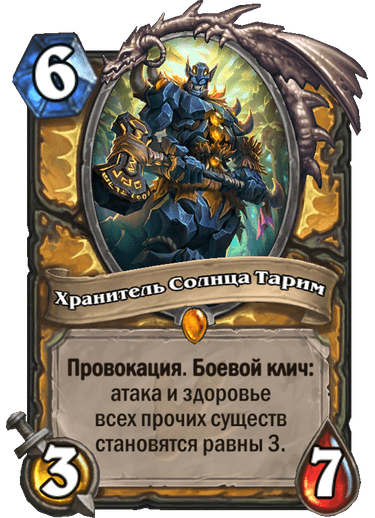 6
Хранитель Солнца Тарим
Провокация. Боевой клич:
атака и здоровье
всех прочих существ
становятся равны 3.
3
7